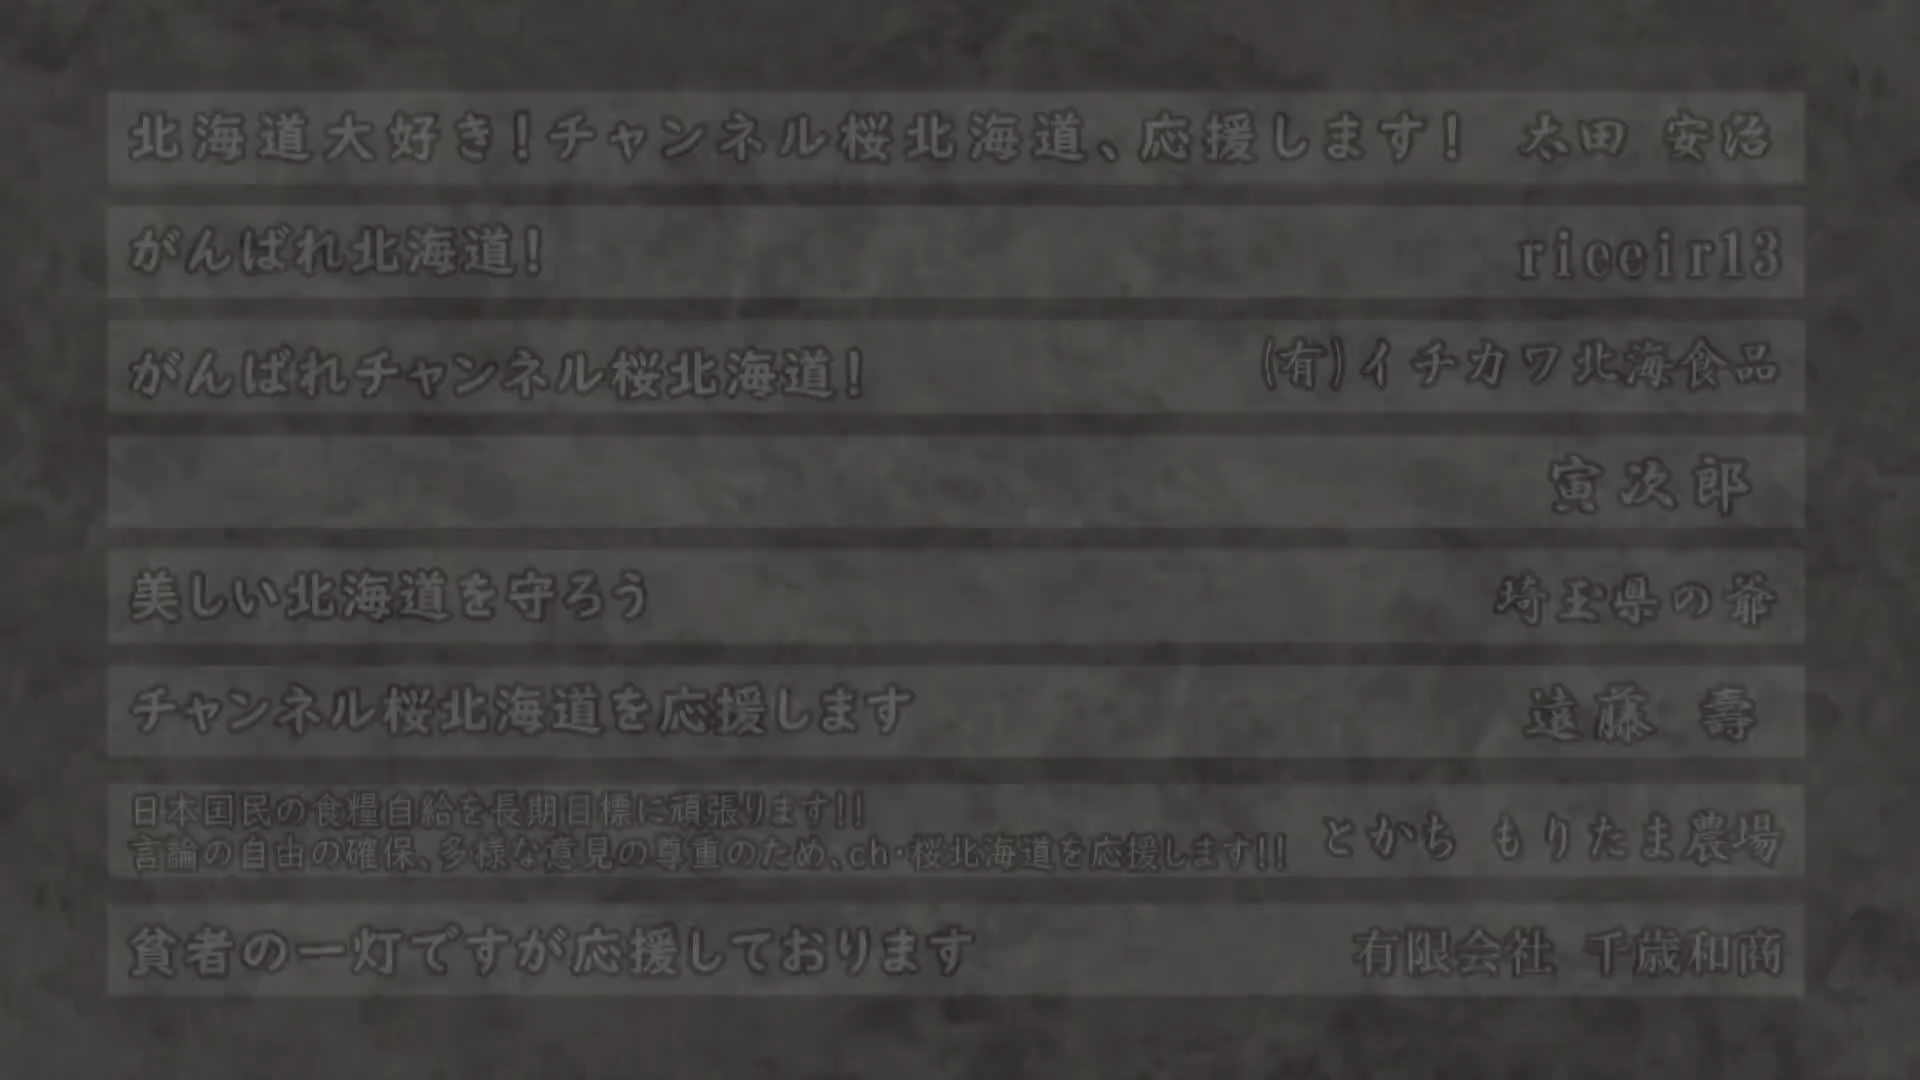 北海道大好き！チャンネル桜北海道、応援します！ 太田 安治
がんばれ北海道！ riccir13
がんばれチャンネル桜北海道！ (有)イチカワ北海食品
寅次郎
美しい北海道を守ろう 埼玉県の爺
チャンネル桜北海道を応援します 遠藤 壽
日本国民の食糧自給を長期目標に頑張ります!!
言論の自由の確保、多様な意見の尊重のため、ch・桜北海道を応援します!! とかち もりたま農場
貧者の一灯ですが応援しております 有限会社 千歳和商